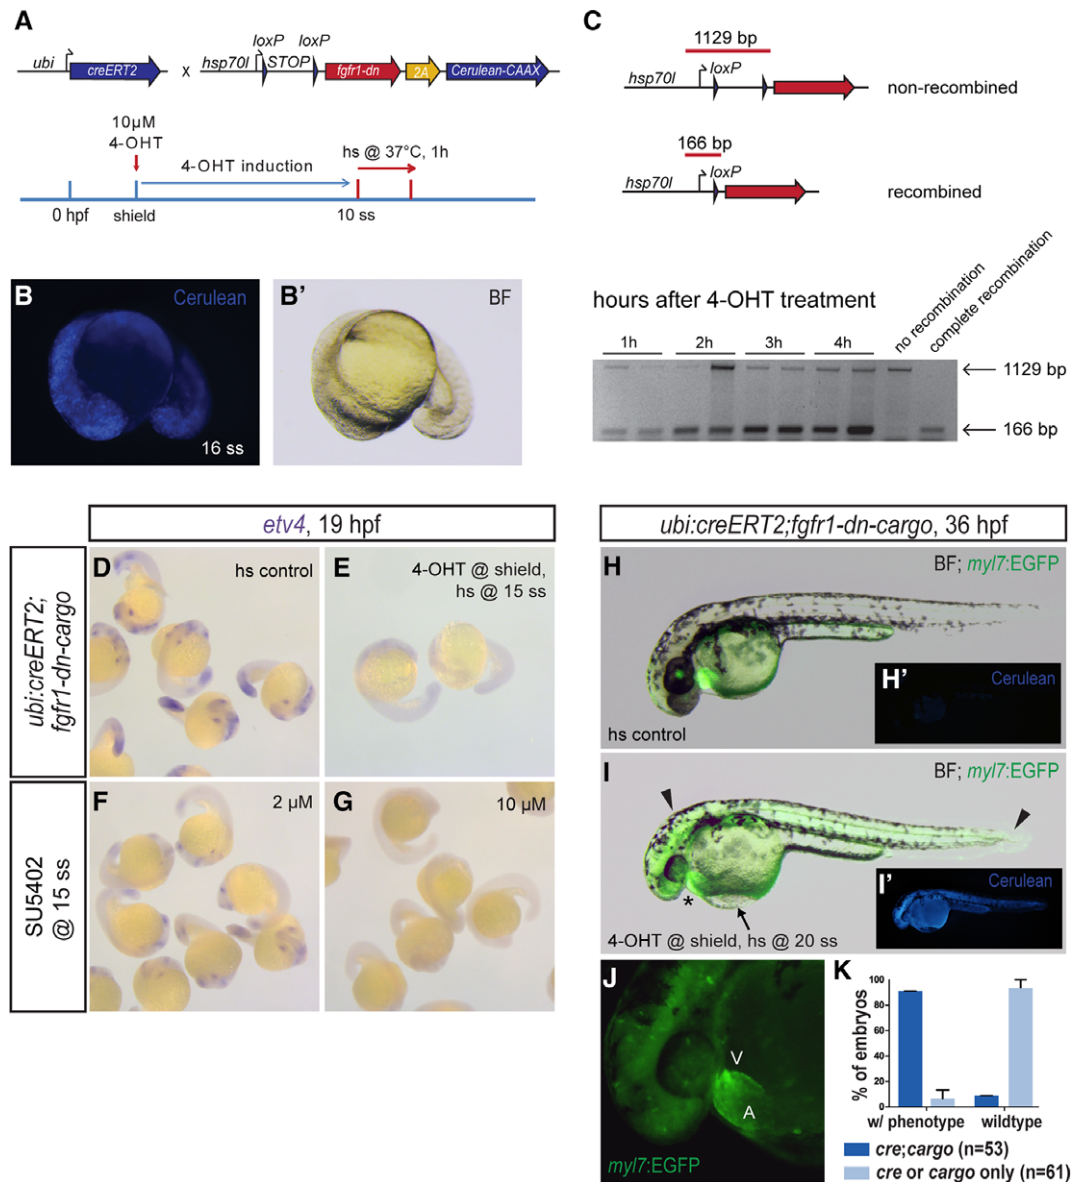 A
ubi
creERT2
x
hsp70l
loxP
STOP
loxP
fgfr1-dn
2A
Cerulean-CAAX
10µM
4-OHT
4-OHT induction
hs @ 37°C, 1h
0 hpf
shield
10 ss
B
Cerulean
16 ss
B'
BF
C
1129 bp
hsp70l
loxP
non-recombined
166 bp
hsp70l
loxP
recombined
hours after 4-OHT treatment
1h
2h
3h
4h
no recombination
complete recombination
1129 bp
166 bp
etv4, 19 hpf
ubi:creERT2;
fgfr1-dn-cargo
D
hs control
E
4-OHT @ shield,
hs @ 15 ss
SU5402
@ 15 ss
F
2 µM
G
10 µM
ubi:creERT2;fgfr1-dn-cargo, 36 hpf
H
BF; myl7:EGFP
H'
Cerulean
hs control
I
BF; myl7:EGFP
I'
Cerulean
*
4-OHT @ shield, hs @ 20 ss
J
V
A
myl7:EGFP
K
% of embryos
100
80
60
40
20
0
w/ phenotype
wildtype
cre;cargo (n=53)
cre or cargo only (n=61)